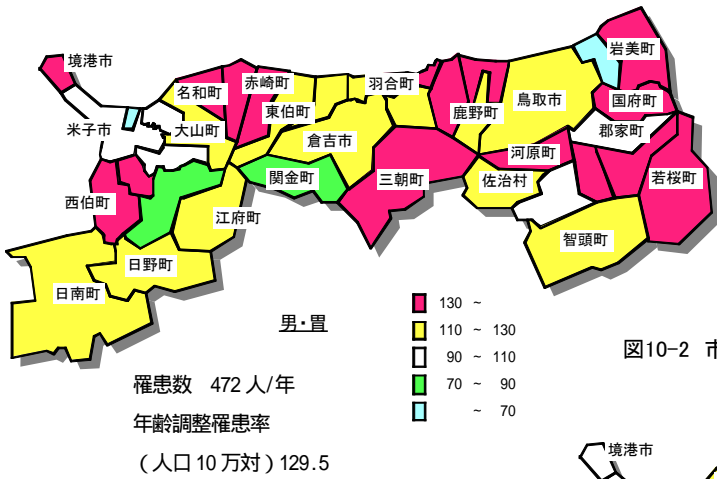 境港市
岩美町
赤崎町
羽合町
名和町
鳥取市
国府町
東伯町
鹿野町
米子市
大山町
倉吉市
郡家町
河原町
関金町
三朝町
佐治村
若桜町
西伯町
江府町
智頭町
日野町
日南町
男・胃
130 ~
110 ~ 130
90 ~ 110
70 ~ 90
~ 70
図10-2 市
罹患数 472 人/年
年齢調整罹患率
(人口10 万対) 129.5
境港市